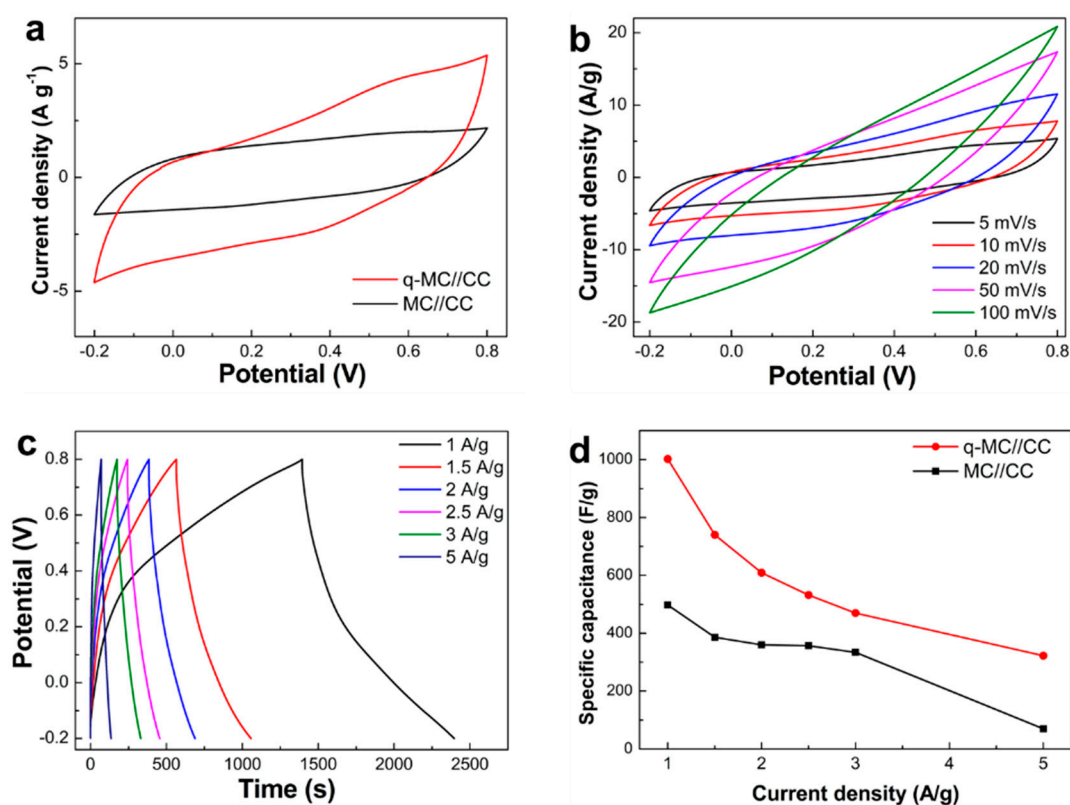 a
Current density (A g⁻¹)
5
0
-5
q-MC//CC
MC//CC
-0.2
0.0
0.2
0.4
0.6
0.8
Potential (V)
b
Current density (A/g)
20
10
0
-10
-20
5 mV/s
10 mV/s
20 mV/s
50 mV/s
100 mV/s
-0.2
0.0
0.2
0.4
0.6
0.8
Potential (V)
c
Potential (V)
0.8
0.6
0.4
0.2
0.0
-0.2
1 A/g
1.5 A/g
2 A/g
2.5 A/g
3 A/g
5 A/g
0
500
1000
1500
2000
2500
Time (s)
d
Specific capacitance (F/g)
1000
800
600
400
200
0
q-MC//CC
MC//CC
1
2
3
4
5
Current density (A/g)